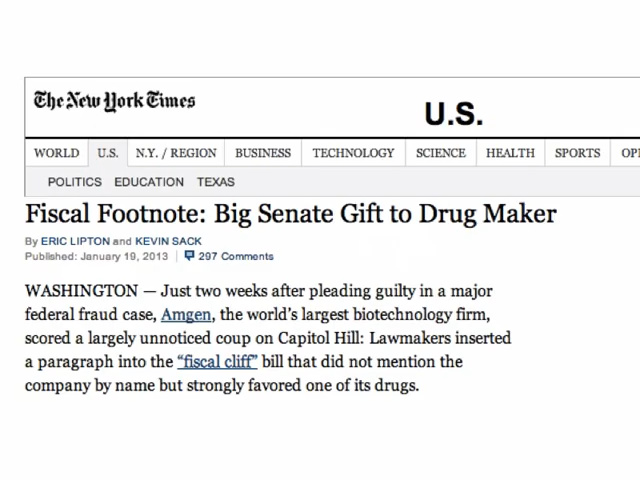 The New York Times
U.S.
WORLD U.S. N.Y. / REGION BUSINESS TECHNOLOGY SCIENCE HEALTH SPORTS
POLITICS EDUCATION TEXAS
Fiscal Footnote: Big Senate Gift to Drug Maker
By ERIC LIPTON and KEVIN SACK
Published: January 19, 2013 | 297 Comments
WASHINGTON — Just two weeks after pleading guilty in a major
federal fraud case, Amgen, the world's largest biotechnology firm,
scored a largely unnoticed coup on Capitol Hill: Lawmakers inserted
a paragraph into the “fiscal cliff” bill that did not mention the
company by name but strongly favored one of its drugs.